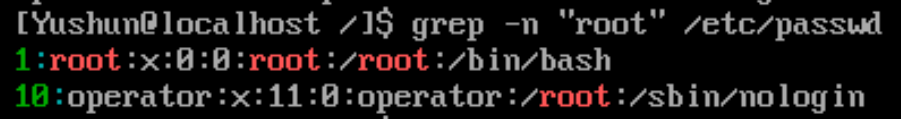 [Yushun@localhost /]$ grep -n "root" /etc/passwd
1:root:x:0:0:root:/root:/bin/bash
10:operator:x:11:0:operator:/root:/sbin/nologin